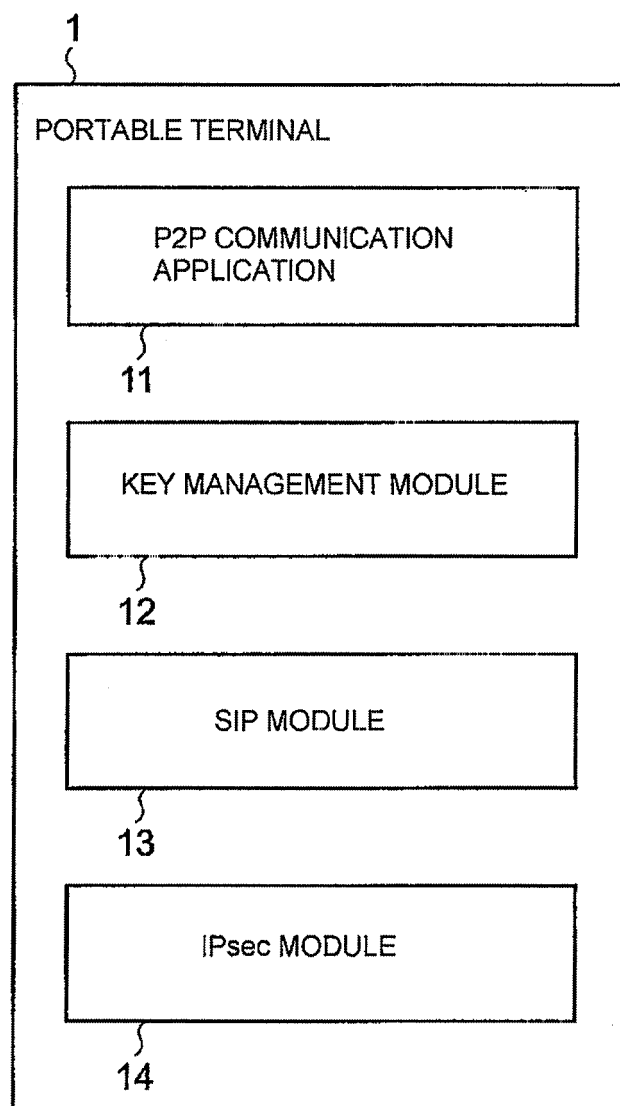 1
PORTABLE TERMINAL
P2P COMMUNICATION
APPLICATION
11
KEY MANAGEMENT MODULE
12
SIP MODULE
13
IPsec MODULE
14